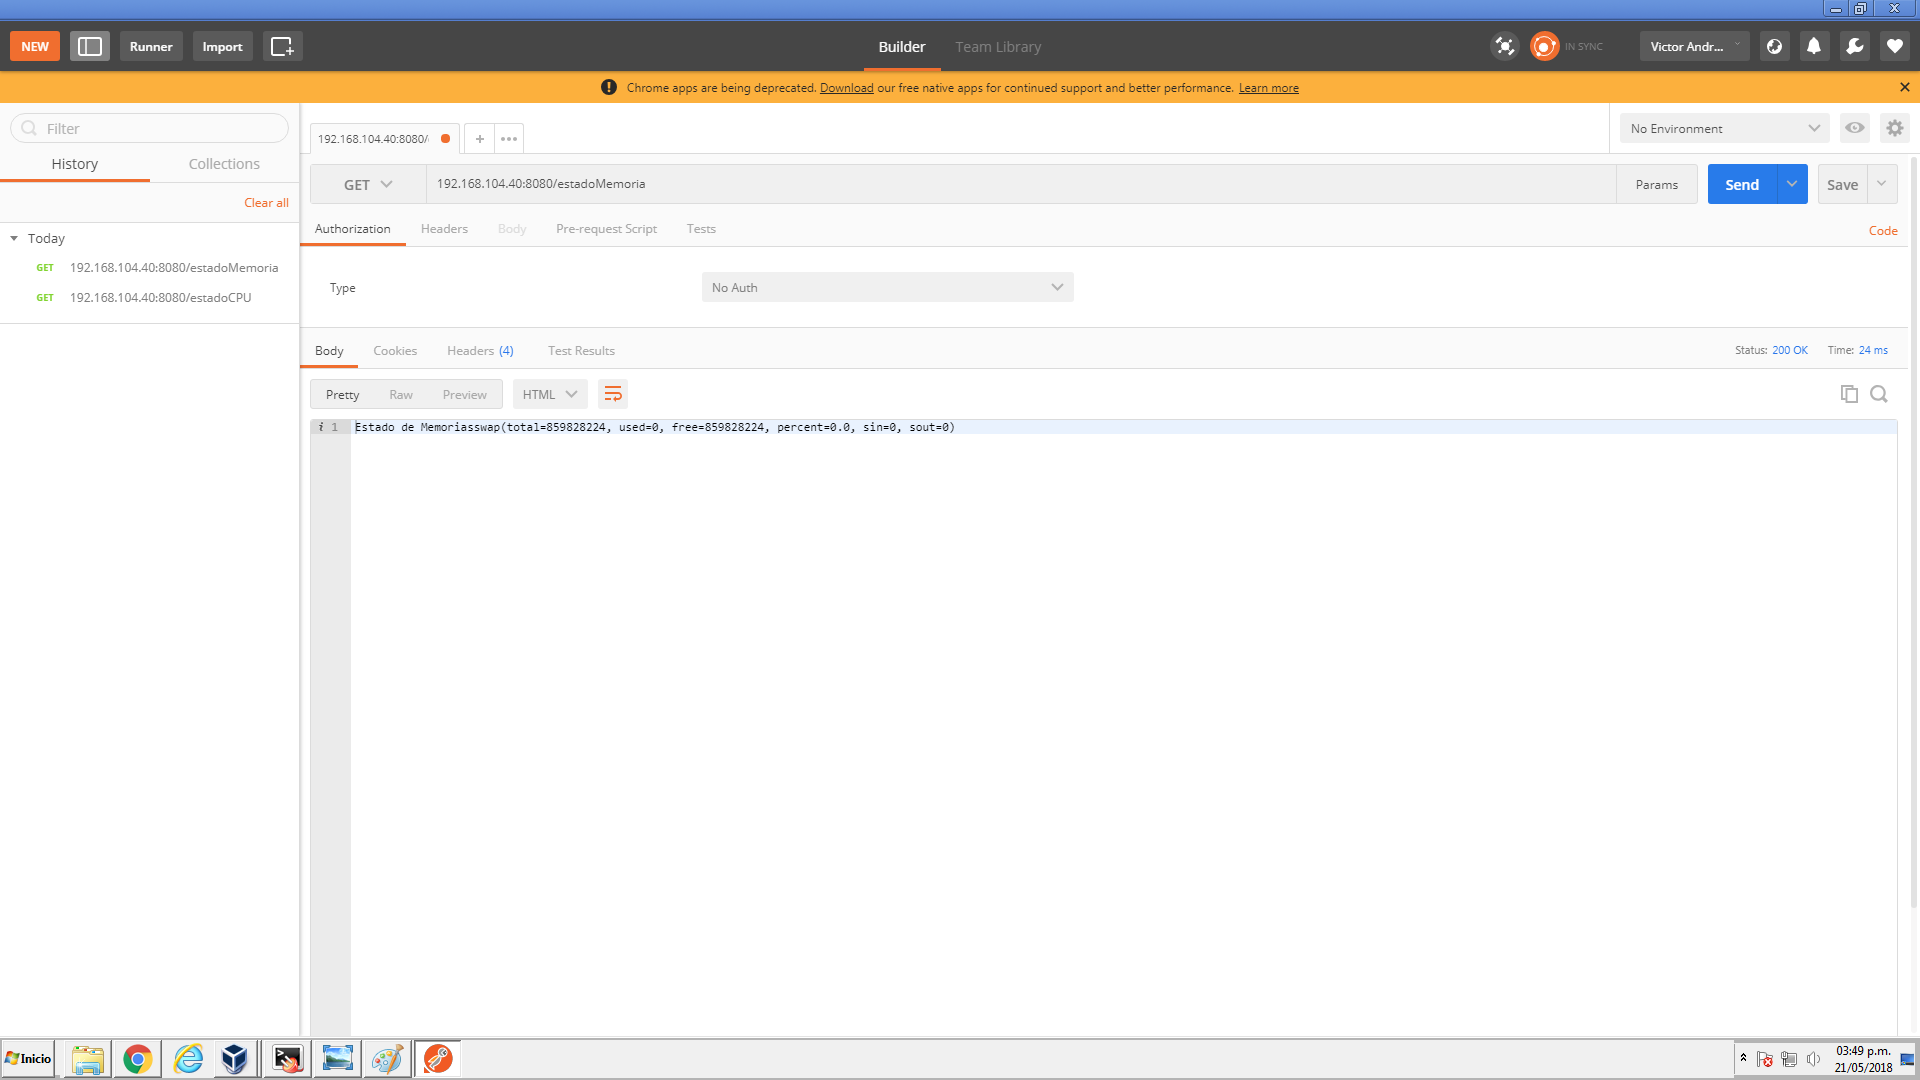 NEW
Runner
Import
Builder
Team Library
IN SYNC
Victor Andr...
Chrome apps are being deprecated. Download our free native apps for continued support and better performance. Learn more
Filter
History
Collections
Clear all
Today
GET 192.168.104.40:8080/estadoMemoria
GET 192.168.104.40:8080/estadoCPU
192.168.104.40:8080/
No Environment
GET
192.168.104.40:8080/estadoMemoria
Params
Send
Save
Authorization
Headers
Body
Pre-request Script
Tests
Code
Type
No Auth
Body
Cookies
Headers (4)
Test Results
Status: 200 OK
Time: 24 ms
Pretty
Raw
Preview
HTML
i 1
Estado de Memoriasswap(total=859828224, used=0, free=859828224, percent=0.0, sin=0, sout=0)
Inicio
03:49 p.m.
21/05/2018